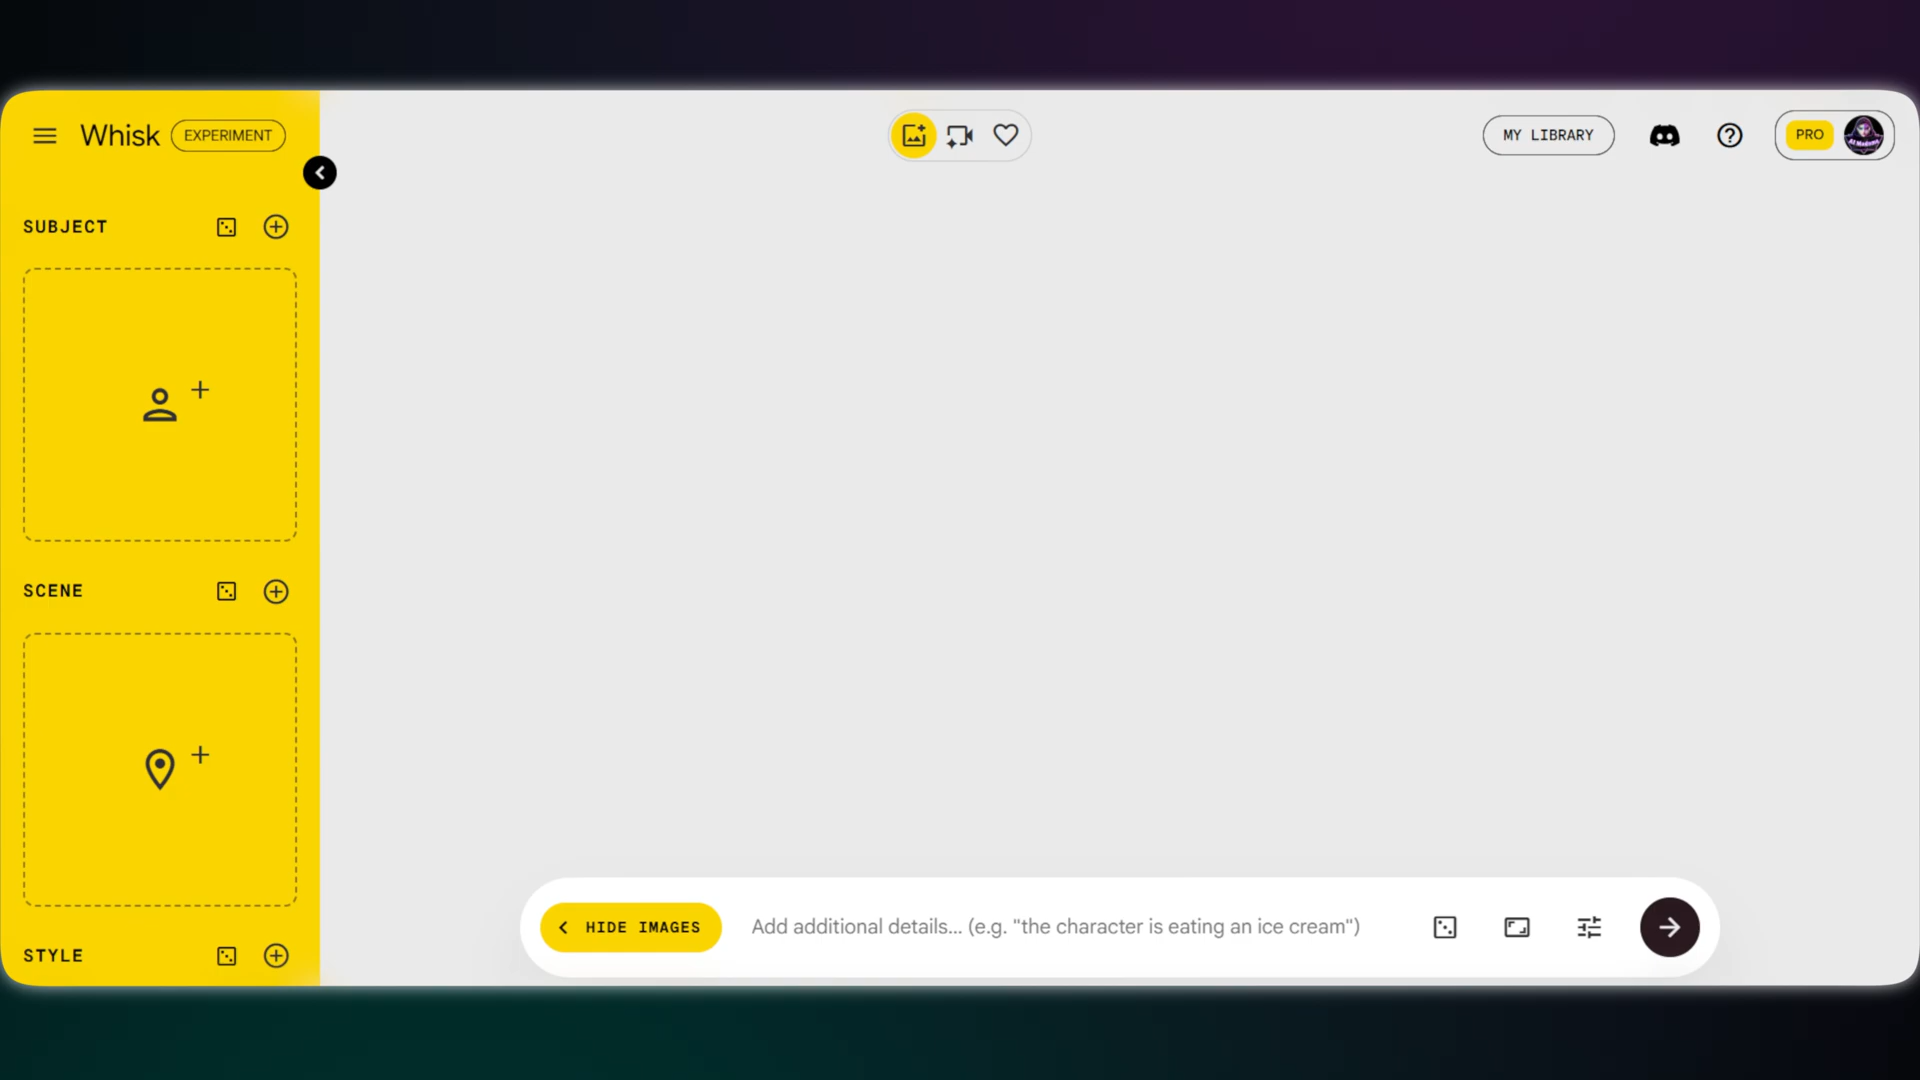 Whisk EXPERIMENT
MY LIBRARY
PRO
SUBJECT
SCENE
STYLE
HIDE IMAGES
Add additional details... (e.g. "the character is eating an ice cream")